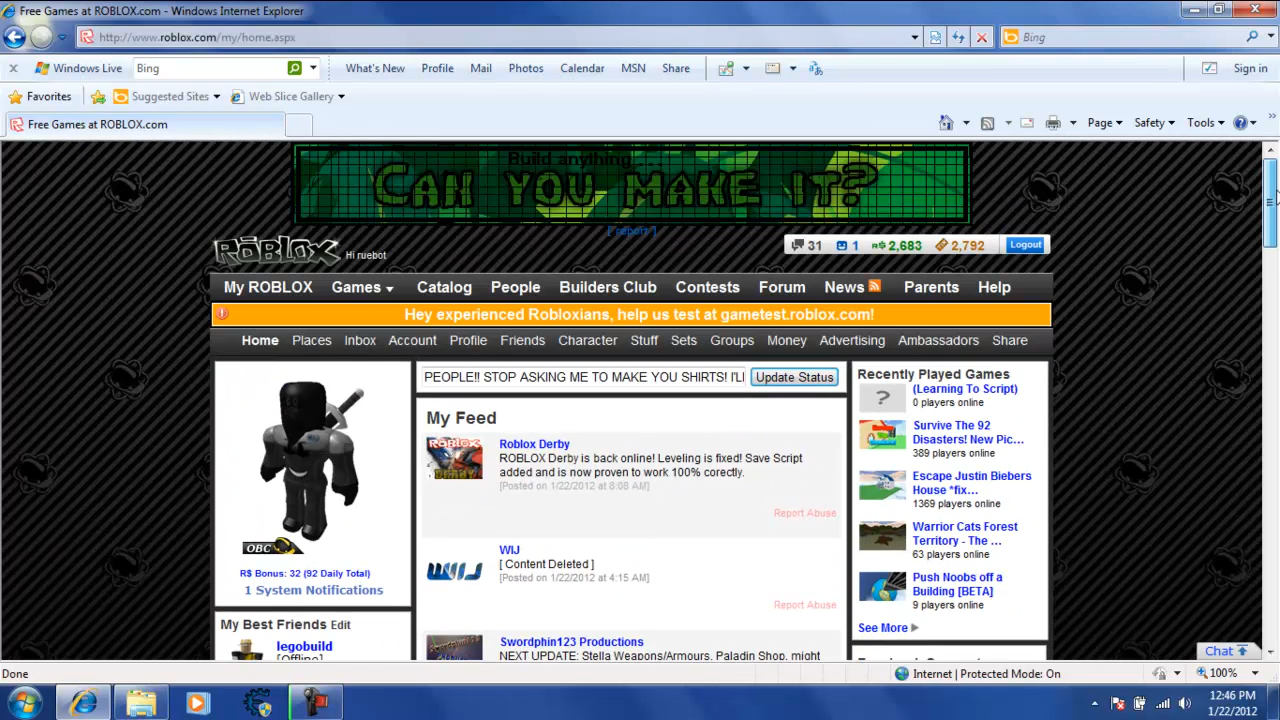 Free Games at ROBLOX.com - Windows Internet Explorer
http://www.roblox.com/my/home.aspx
Bing
Windows Live
Bing
What's New
Profile
Mail
Photos
Calendar
MSN
Share
Sign in
Favorites
Suggested Sites
Web Slice Gallery
Free Games at ROBLOX.com
Page
Safety
Tools
Build anything....
Can you make it?
[ report ]
ROBLOX
Hi ruebot
31
1
R$ 2,683
2,792
Logout
My ROBLOX
Games
Catalog
People
Builders Club
Contests
Forum
News
Parents
Help
Hey experienced Robloxians, help us test at gametest.roblox.com!
Home
Places
Inbox
Account
Profile
Friends
Character
Stuff
Sets
Groups
Money
Advertising
Ambassadors
Share
OBC
R$ Bonus: 32 (92 Daily Total)
1 System Notifications
My Best Friends Edit
legobuild
[Offline]
PEOPLE!! STOP ASKING ME TO MAKE YOU SHIRTS! I'LL
Update Status
My Feed
ROBLOX
DERBY
Roblox Derby
ROBLOX Derby is back online! Leveling is fixed! Save Script
added and is now proven to work 100% corectly.
[Posted on 1/22/2012 at 8:08 AM]
Report Abuse
WIJ
WIJ
[ Content Deleted ]
[Posted on 1/22/2012 at 4:15 AM]
Report Abuse
Swordphin123 Productions
NEXT UPDATE: Stella Weapons/Armours, Paladin Shop, might
Recently Played Games
?
(Learning To Script)
0 players online
Survive The 92
Disasters! New Pic...
389 players online
Escape Justin Biebers
House *fix...
1369 players online
Warrior Cats Forest
Territory - The ...
63 players online
Push Noobs off a
Building [BETA]
9 players online
See More
Chat
Done
Internet | Protected Mode: On
100%
12:46 PM
1/22/2012